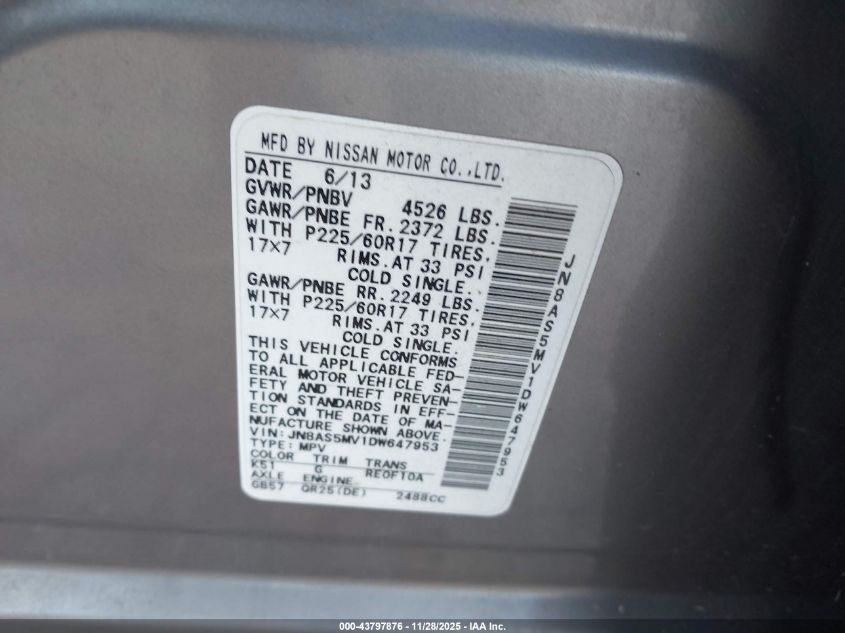 MFD BY NISSAN MOTOR CO.,LTD.
DATE 6/13
GVWR/PNBV 4526 LBS.
GAWR/PNBE FR. 2372 LBS.
WITH P225/60R17 TIRES,
17×7 RIMS.AT 33 PSI
COLD SINGLE.
GAWR/PNBE RR. 2249 LBS.
WITH P225/60R17 TIRES,
17×7 RIMS.AT 33 PSI
COLD SINGLE.
THIS VEHICLE CONFORMS
TO ALL APPLICABLE FED-
ERAL MOTOR VEHICLE SA-
FETY AND THEFT PREVEN-
TION STANDARDS IN EFF-
ECT ON THE DATE OF MA-
NUFACTURE SHOWN ABOVE.
VIN: JN8AS5MV1DW647953
TYPE: MPV
COLOR TRIM TRANS
K51 G RE0F10A
AXLE ENGINE
GB57 QR25(DE) 2488CC
JN8AS5MV1DW647953
000-43797876 - 11/28/2025 - IAA Inc.